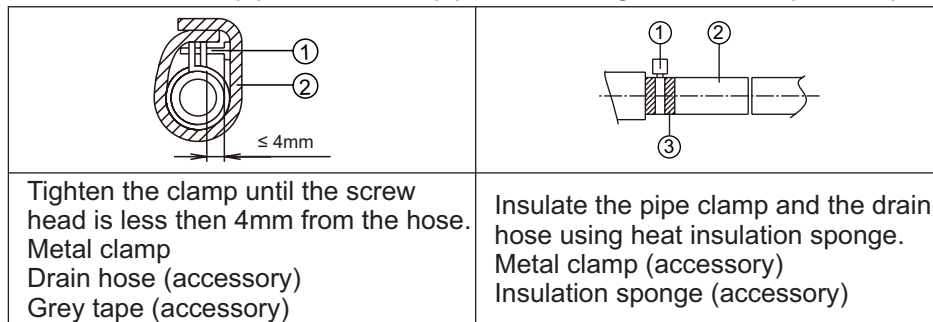 ①
②
≤ 4mm
①
②
③
Tighten the clamp until the screw
head is less then 4mm from the hose.
Metal clamp
Drain hose (accessory)
Grey tape (accessory)
Insulate the pipe clamp and the drain
hose using heat insulation sponge.
Metal clamp (accessory)
Insulation sponge (accessory)